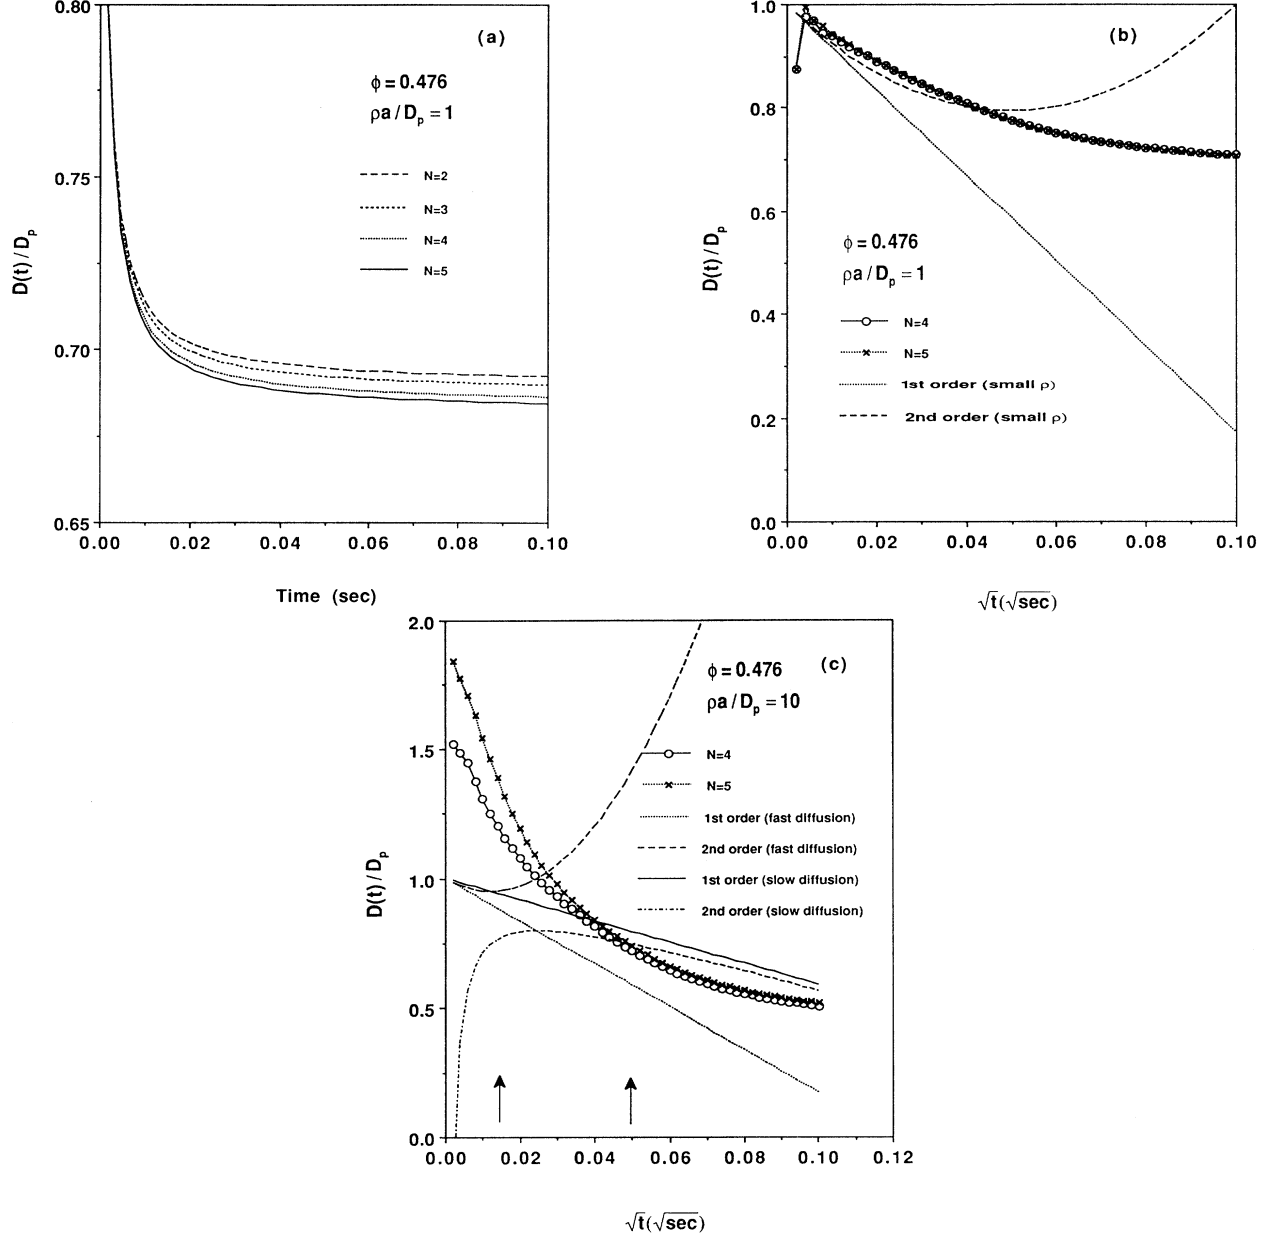 (a)
0.80
0.75
0.70
0.65
D(t) / Dp
ϕ = 0.476
ρa / Dp = 1
N=2
N=3
N=4
N=5
0.00 0.02 0.04 0.06 0.08 0.10
Time (sec)
(b)
1.0
0.8
0.6
0.4
0.2
0.0
D(t) / Dp
ϕ = 0.476
ρa / Dp = 1
N=4
N=5
1st order (small ρ)
2nd order (small ρ)
0.00 0.02 0.04 0.06 0.08 0.10
√t(√sec)
(c)
2.0
1.5
1.0
0.5
0.0
D(t) / Dp
ϕ = 0.476
ρa / Dp = 10
N=4
N=5
1st order (fast diffusion)
2nd order (fast diffusion)
1st order (slow diffusion)
2nd order (slow diffusion)
0.00 0.02 0.04 0.06 0.08 0.10 0.12
√t(√sec)